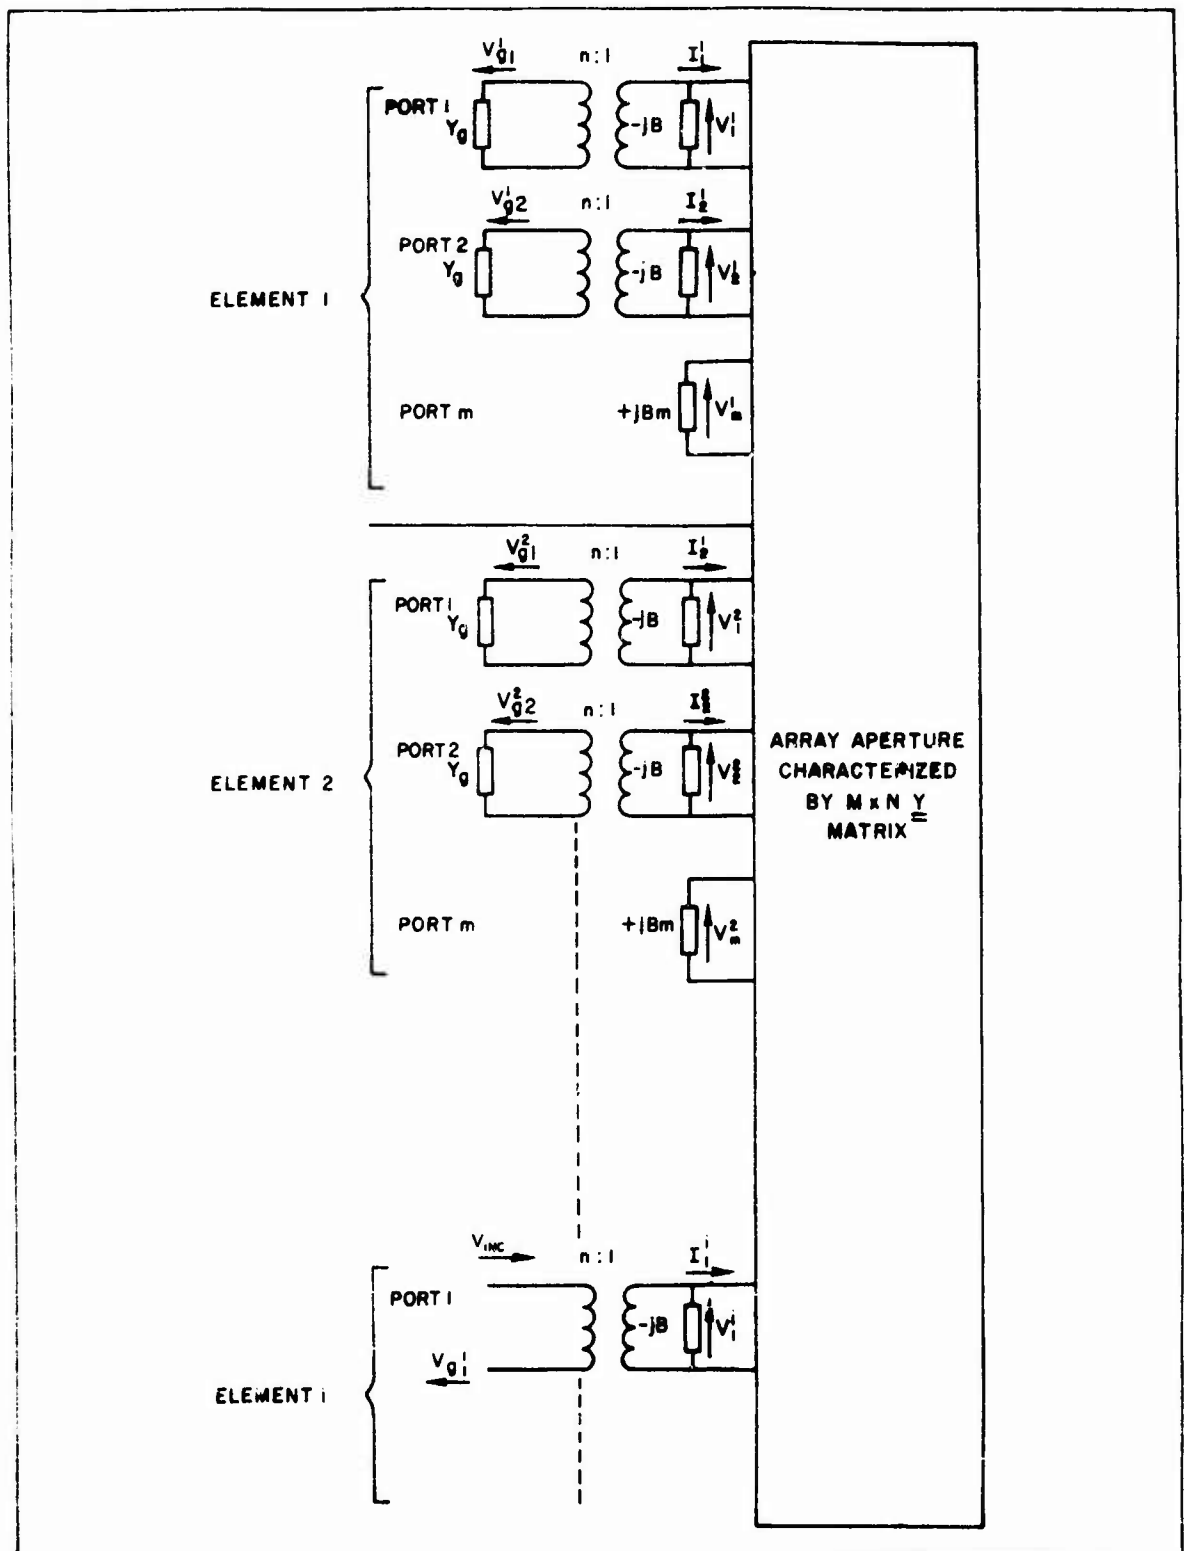 V¹g1 n:1 I¹1
PORT 1
Yg -jB V¹1
V¹g2 n:1 I¹2
PORT 2
Yg -jB V¹2
ELEMENT 1
PORT m +jBm V¹m
V²g1 n:1 I¹2
PORT 1
Yg -jB V²1
V²g2 n:1 I²2
PORT 2
Yg -jB V²2
ELEMENT 2
ARRAY APERTURE
CHARACTERIZED
BY M x N Y
MATRIX
PORT m +jBm V²m
VINC n:1 Iⁱ1
PORT 1
-jB Vⁱ1
Vg¹1
ELEMENT i